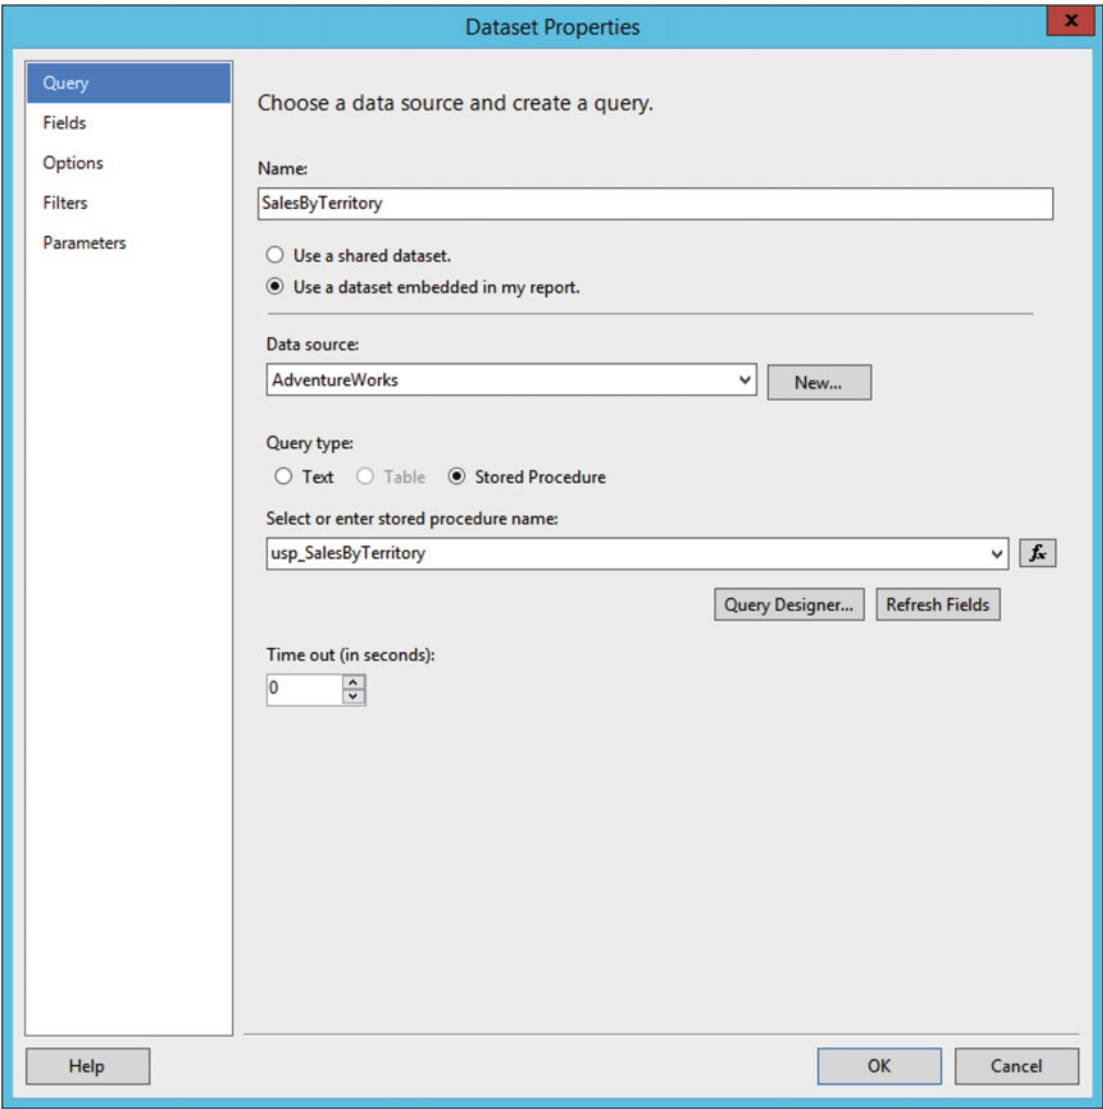 Dataset Properties
x
Query
Fields
Options
Filters
Parameters
Choose a data source and create a query.
Name:
SalesByTerritory
Use a shared dataset.
Use a dataset embedded in my report.
Data source:
AdventureWorks
New...
Query type:
Text Table Stored Procedure
Select or enter stored procedure name:
usp_SalesByTerritory
fx
Query Designer... Refresh Fields
Time out (in seconds):
0
Help OK Cancel